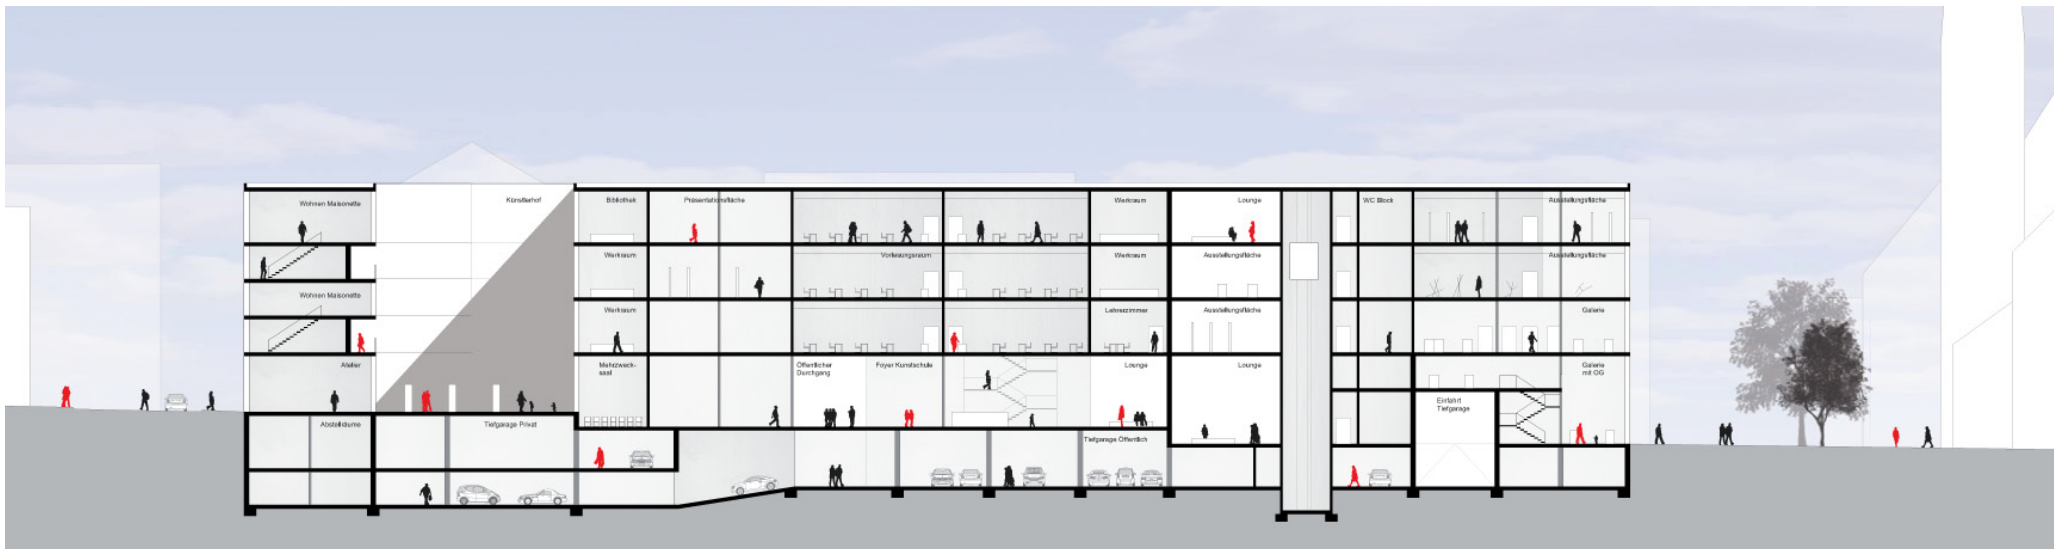 Wohnen Maisonette
Künstlerhof
Bibliothek
Präsentationsfläche
Werkraum
Lounge
WC Block
Ausstellungsfläche
Werkraum
Vorlesungsraum
Werkraum
Ausstellungsfläche
Ausstellungsfläche
Wohnen Maisonette
Werkraum
Lehrerzimmer
Ausstellungsfläche
Galerie
Atelier
Mehrzweck-
saal
Öffentlicher
Durchgang
Foyer Kunstschule
Lounge
Lounge
Galerie
mit OG
Einfahrt
Tiefgarage
Abstellräume
Tiefgarage Privat
Tiefgarage Öffentlich